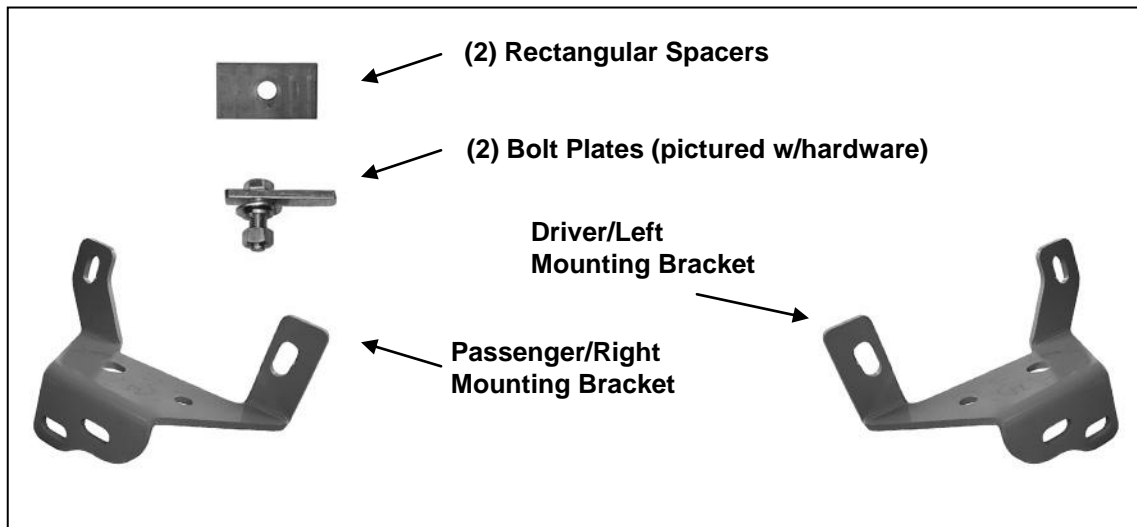 (2) Rectangular Spacers
(2) Bolt Plates (pictured w/hardware)
Driver/Left
Mounting Bracket
Passenger/Right
Mounting Bracket